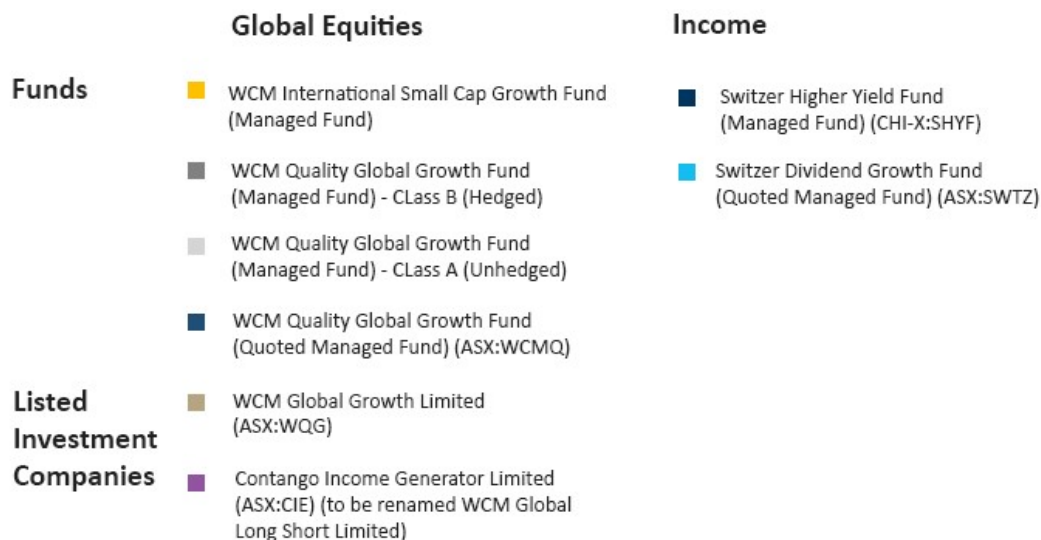 Global Equities
Income
Funds
WCM International Small Cap Growth Fund
(Managed Fund)
WCM Quality Global Growth Fund
(Managed Fund) - CLass B (Hedged)
WCM Quality Global Growth Fund
(Managed Fund) - CLass A (Unhedged)
WCM Quality Global Growth Fund
(Quoted Managed Fund) (ASX:WCMQ)
Switzer Higher Yield Fund
(Managed Fund) (CHI-X:SHYF)
Switzer Dividend Growth Fund
(Quoted Managed Fund) (ASX:SWTZ)
Listed
Investment
Companies
WCM Global Growth Limited
(ASX:WQG)
Contango Income Generator Limited
(ASX:CIE) (to be renamed WCM Global
Long Short Limited)